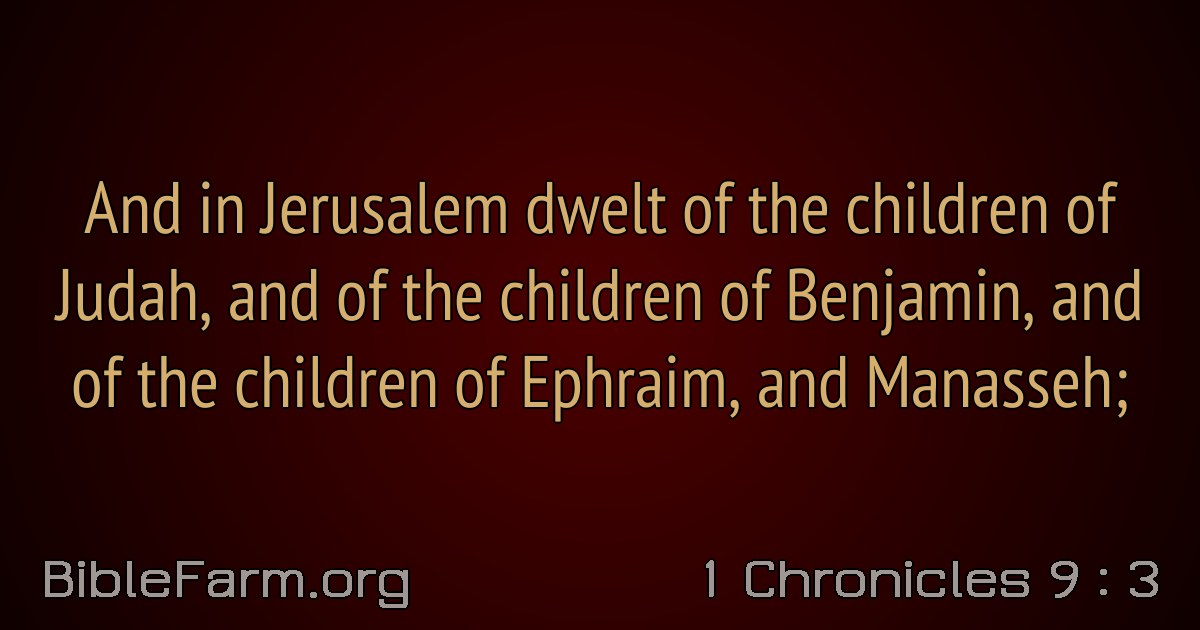 And in Jerusalem dwelt of the children of
Judah, and of the children of Benjamin, and
of the children of Ephraim, and Manasseh;
BibleFarm.org
1 Chronicles 9 : 3